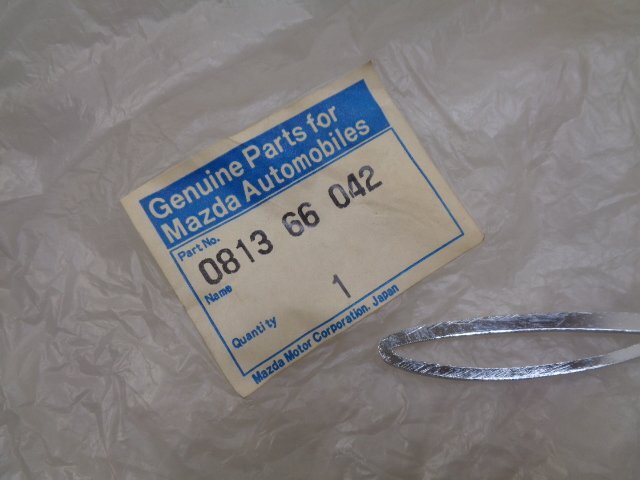 Genuine Parts for
Mazda Automobiles
Part No.
0813 66 042
Name
Quantity 1
Mazda Motor Corporation, Japan